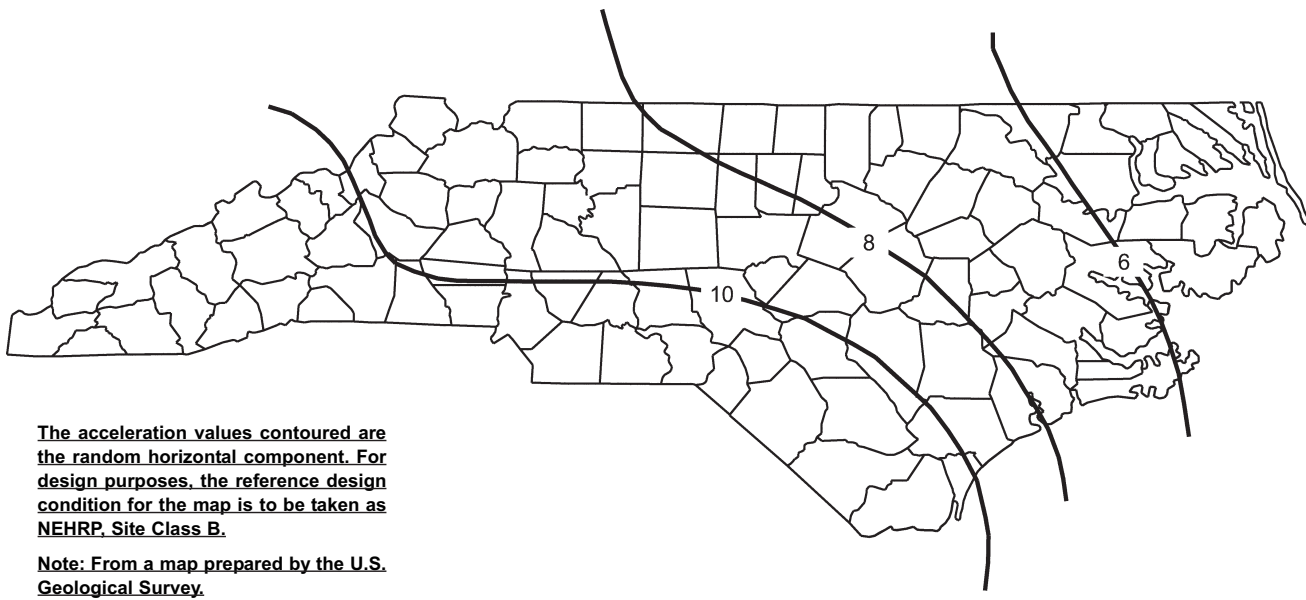 8
6
10
The acceleration values contoured are
the random horizontal component. For
design purposes, the reference design
condition for the map is to be taken as
NEHRP, Site Class B.
Note: From a map prepared by the U.S.
Geological Survey.